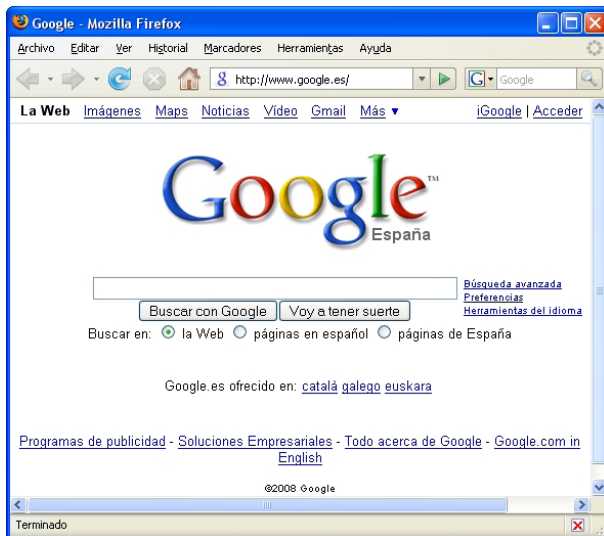 Google - Mozilla Firefox
Archivo Editar Ver Historial Marcadores Herramientas Ayuda
http://www.google.es/ Google
La Web Imágenes Maps Noticias Vídeo Gmail Más ▼ iGoogle | Acceder
Google™
España
Búsqueda avanzada
Preferencias
Herramientas del idioma
Buscar con Google Voy a tener suerte
Buscar en: la Web páginas en español páginas de España
Google.es ofrecido en: català galego euskara
Programas de publicidad - Soluciones Empresariales - Todo acerca de Google - Google.com in
English
©2008 Google
Terminado